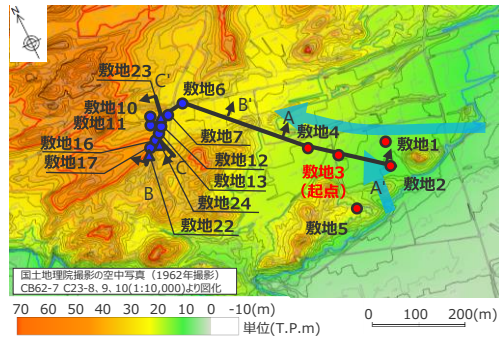 N
敷地23
C'
敷地6
敷地10
敷地11
B'
A
敷地4
敷地1
敷地16
敷地17
敷地7
敷地12
敷地3
(起点)
A'
敷地2
敷地13
B
C
敷地24
敷地5
敷地22
国土地理院撮影の空中写真（1962年撮影）
CB62-7 C23-8、9、10(1:10,000)より図化
70 60 50 40 30 20 10 0 -10(m)
単位(T.P.m)
0 100 200(m)